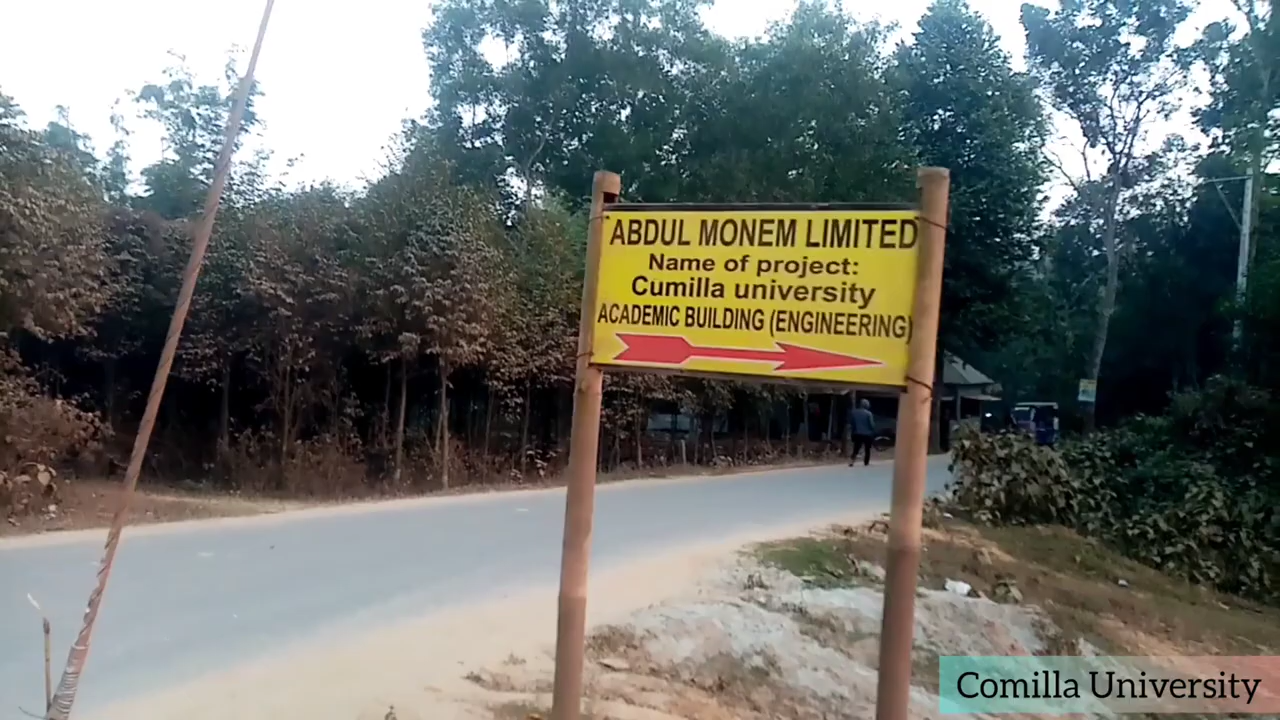 ABDUL MONEM LIMITED
Name of project:
Cumilla university
ACADEMIC BUILDING (ENGINEERING)
Comilla University